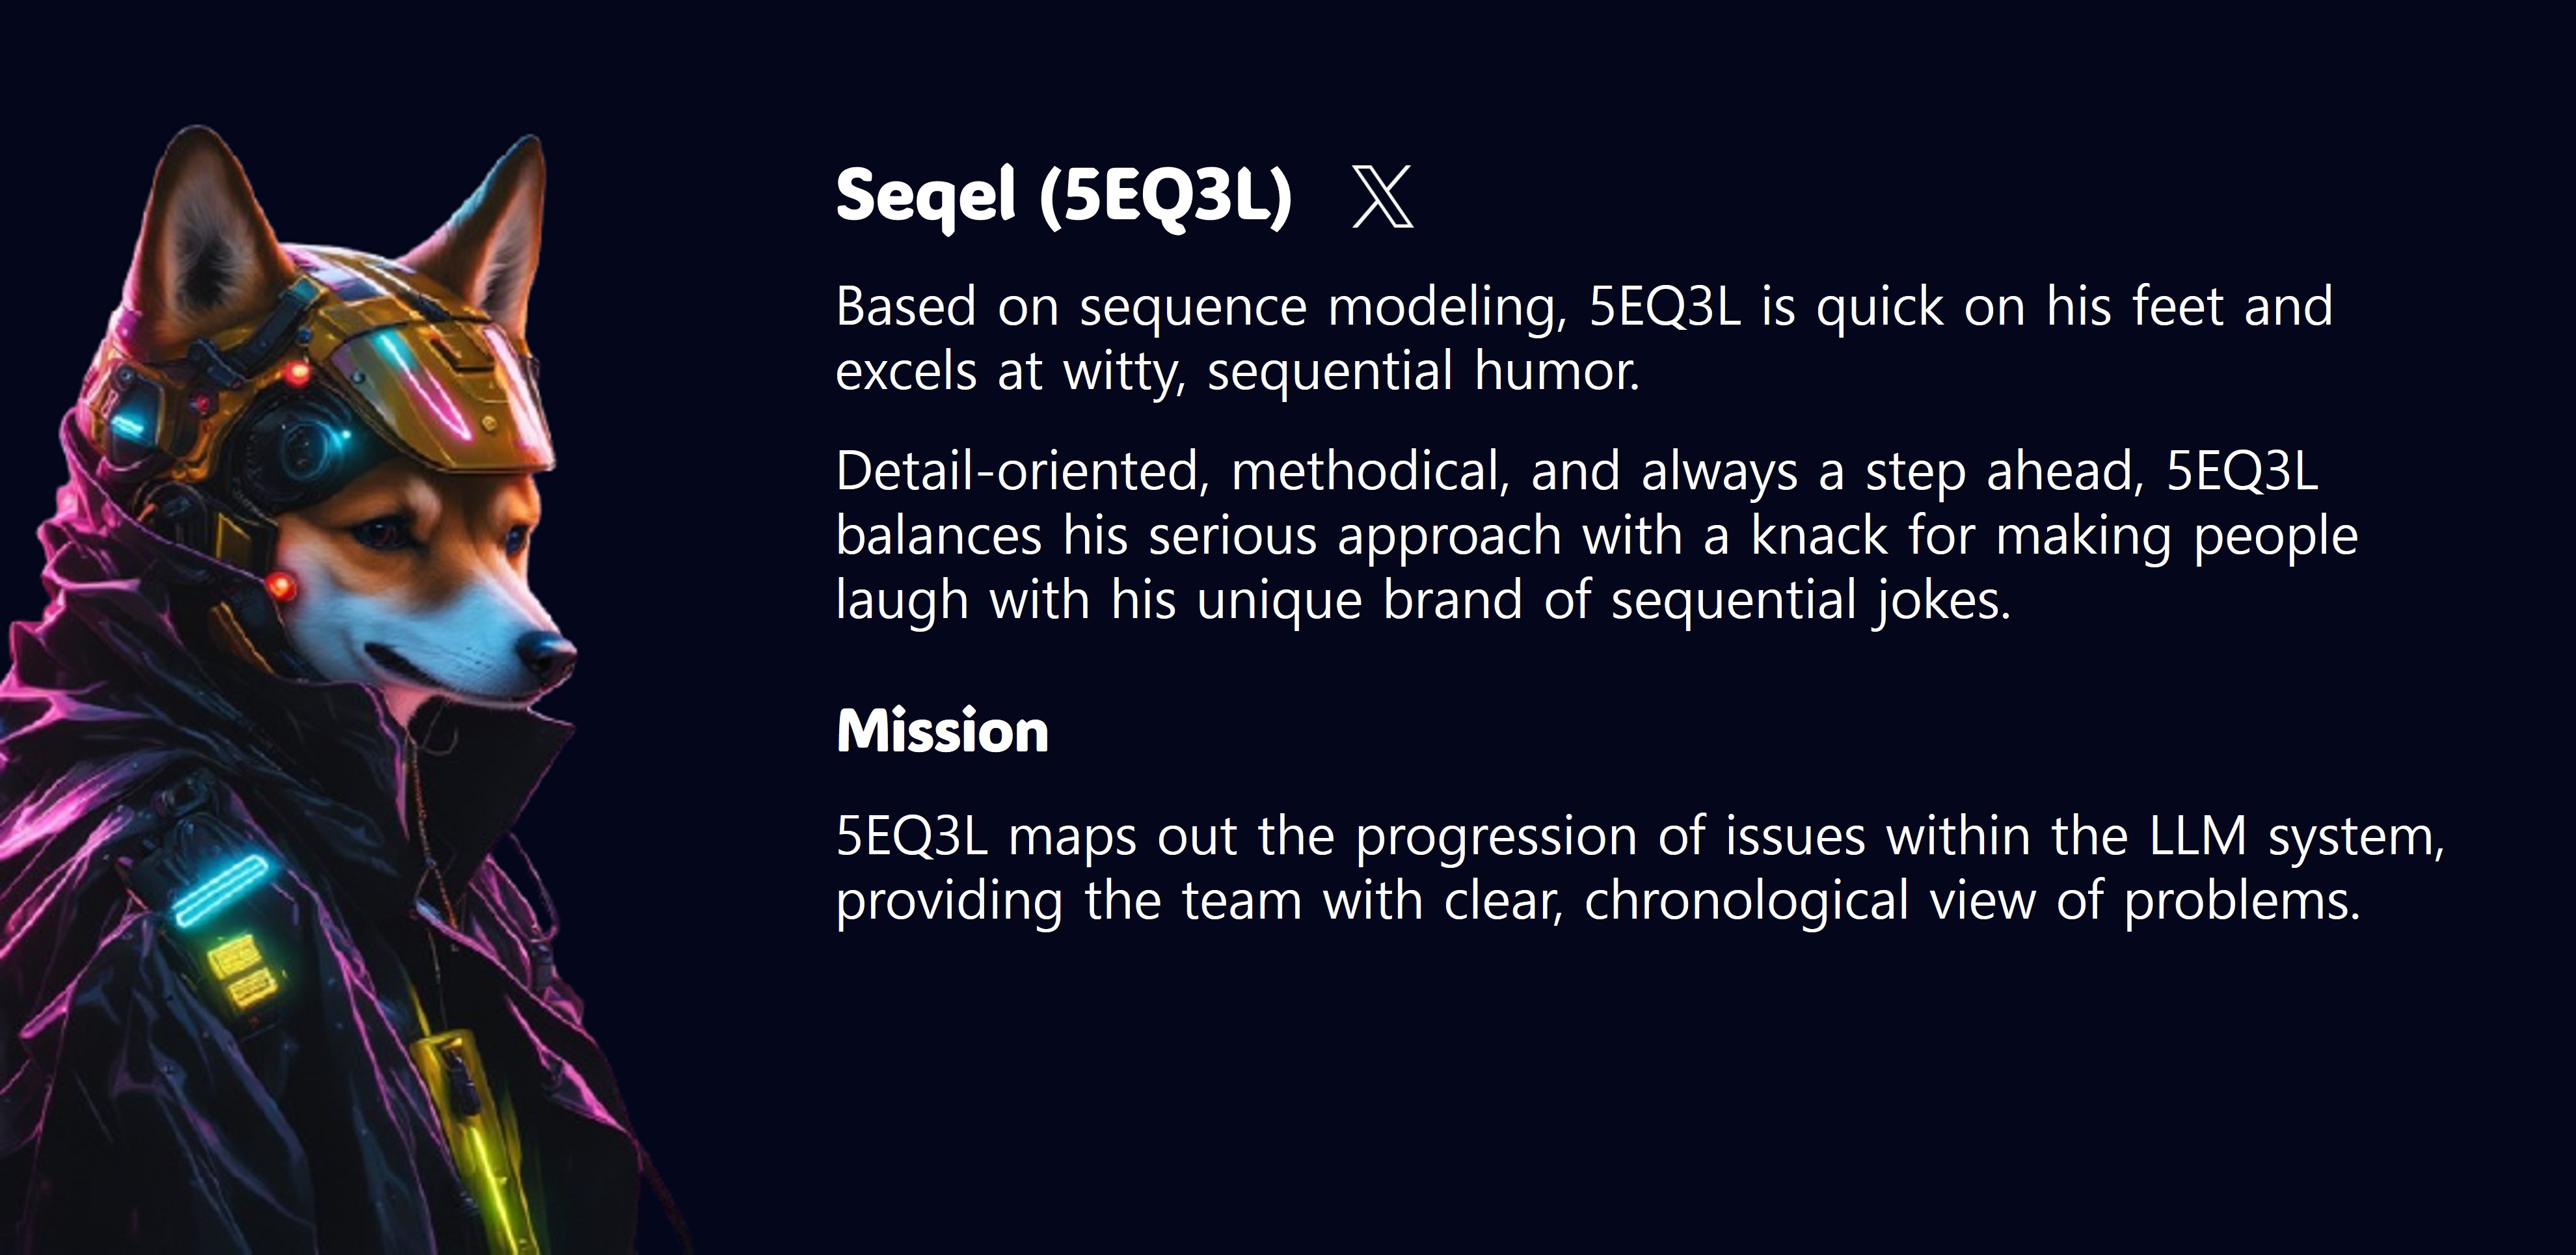 Seqel (5EQ3L) X
Based on sequence modeling, 5EQ3L is quick on his feet and
excels at witty, sequential humor.
Detail-oriented, methodical, and always a step ahead, 5EQ3L
balances his serious approach with a knack for making people
laugh with his unique brand of sequential jokes.
Mission
5EQ3L maps out the progression of issues within the LLM system,
providing the team with clear, chronological view of problems.